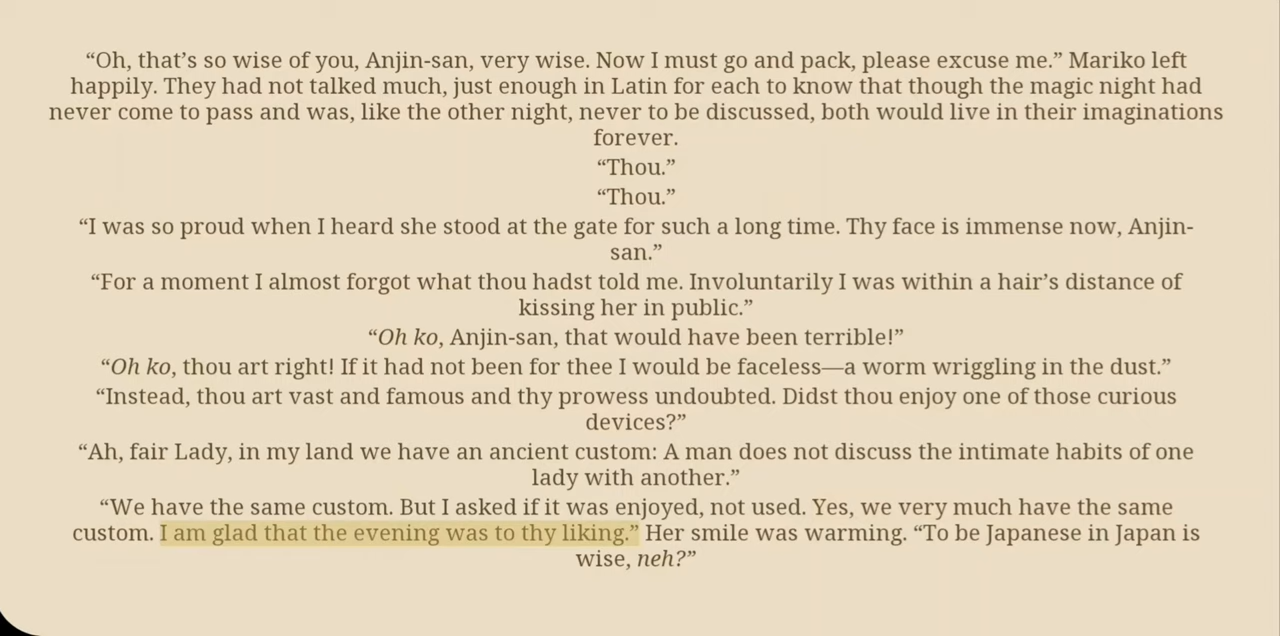 “Oh, that’s so wise of you, Anjin-san, very wise. Now I must go and pack, please excuse me.” Mariko left
happily. They had not talked much, just enough in Latin for each to know that though the magic night had
never come to pass and was, like the other night, never to be discussed, both would live in their imaginations
forever.
“Thou.”
“Thou.”
“I was so proud when I heard she stood at the gate for such a long time. Thy face is immense now, Anjin-
san.”
“For a moment I almost forgot what thou hadst told me. Involuntarily I was within a hair’s distance of
kissing her in public.”
“Oh ko, Anjin-san, that would have been terrible!”
“Oh ko, thou art right! If it had not been for thee I would be faceless—a worm wriggling in the dust.”
“Instead, thou art vast and famous and thy prowess undoubted. Didst thou enjoy one of those curious
devices?”
“Ah, fair Lady, in my land we have an ancient custom: A man does not discuss the intimate habits of one
lady with another.”
“We have the same custom. But I asked if it was enjoyed, not used. Yes, we very much have the same
custom. I am glad that the evening was to thy liking.” Her smile was warming. “To be Japanese in Japan is
wise, neh?”